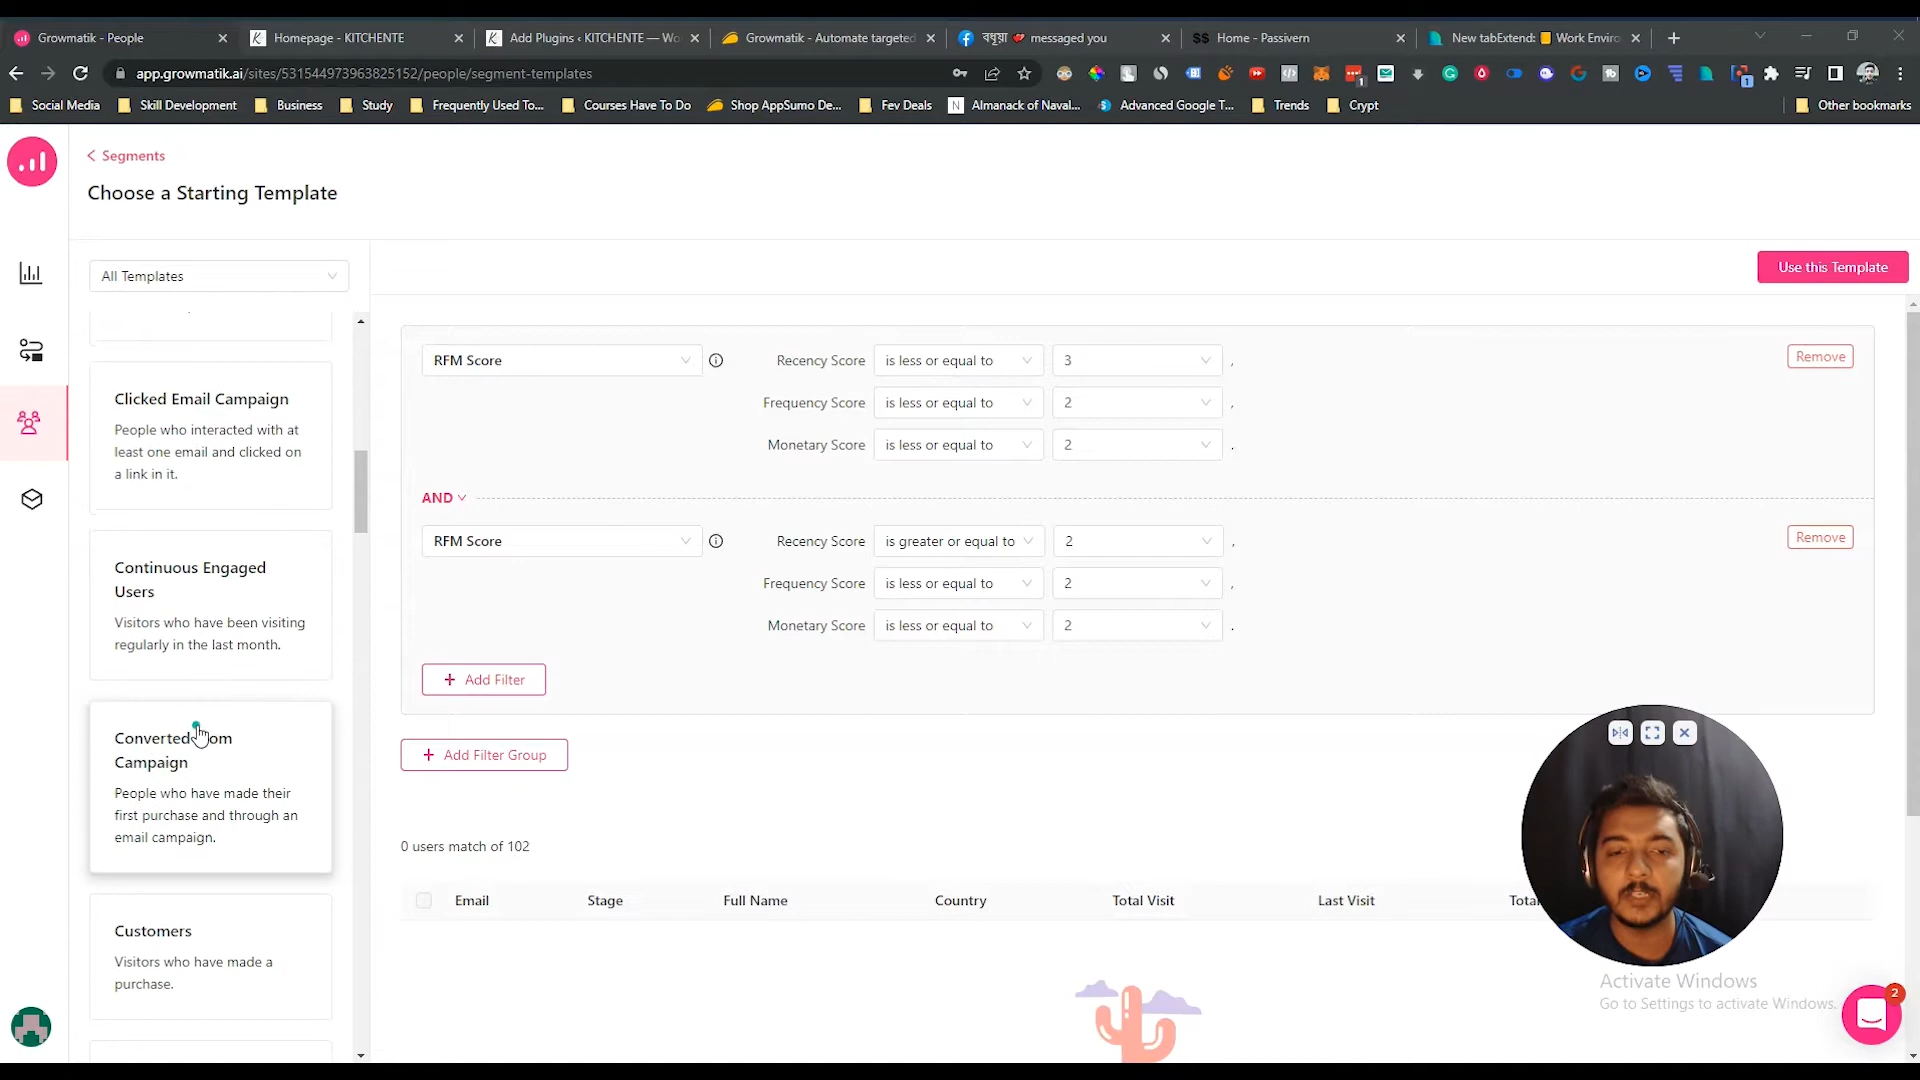 Growmatik - People
Homepage - KITCHENTE
Add Plugins ‹ KITCHENTE — Wo
Growmatik - Automate targeted
বধূয়া messaged you
$$ Home - Passivern
New tabExtend: Work Enviro
app.growmatik.ai/sites/531544973963825152/people/segment-templates
1
1
Social Media
Skill Development
Business
Study
Frequently Used To...
Courses Have To Do
Shop AppSumo De...
Fev Deals
Almanack of Naval...
Advanced Google T...
Trends
Crypt
Other bookmarks
Segments
Choose a Starting Template
All Templates
Use this Template
Clicked Email Campaign
People who interacted with at
least one email and clicked on
a link in it.
Continuous Engaged
Users
Visitors who have been visiting
regularly in the last month.
Converted om
Campaign
People who have made their
first purchase and through an
email campaign.
Customers
Visitors who have made a
purchase.
RFM Score
Recency Score is less or equal to 3 ,
Remove
Frequency Score is less or equal to 2 ,
Monetary Score is less or equal to 2 .
AND
RFM Score
Recency Score is greater or equal to 2 ,
Remove
Frequency Score is less or equal to 2 ,
Monetary Score is less or equal to 2 .
+ Add Filter
+ Add Filter Group
0 users match of 102
Email
Stage
Full Name
Country
Total Visit
Last Visit
Total
Activate Windows
Go to Settings to activate Windows.
2